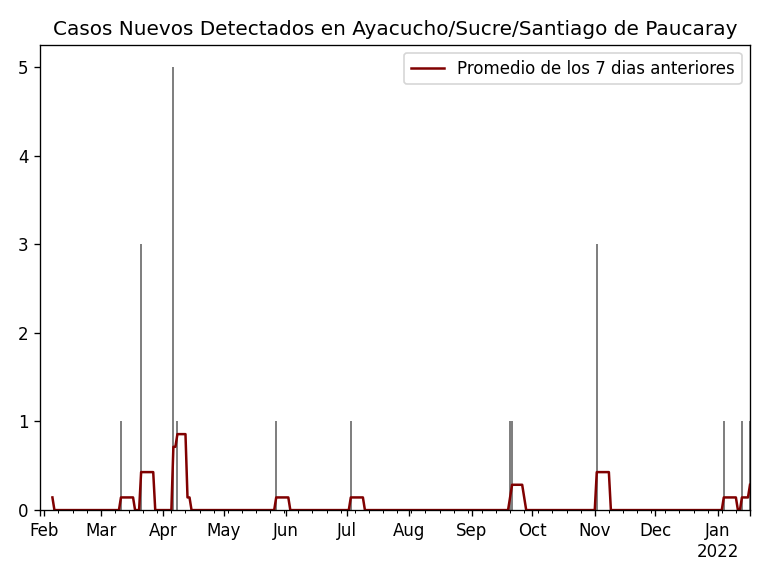 Casos Nuevos Detectados en Ayacucho/Sucre/Santiago de Paucaray
Promedio de los 7 dias anteriores
5
4
3
2
1
0
Feb Mar Apr May Jun Jul Aug Sep Oct Nov Dec Jan
2022